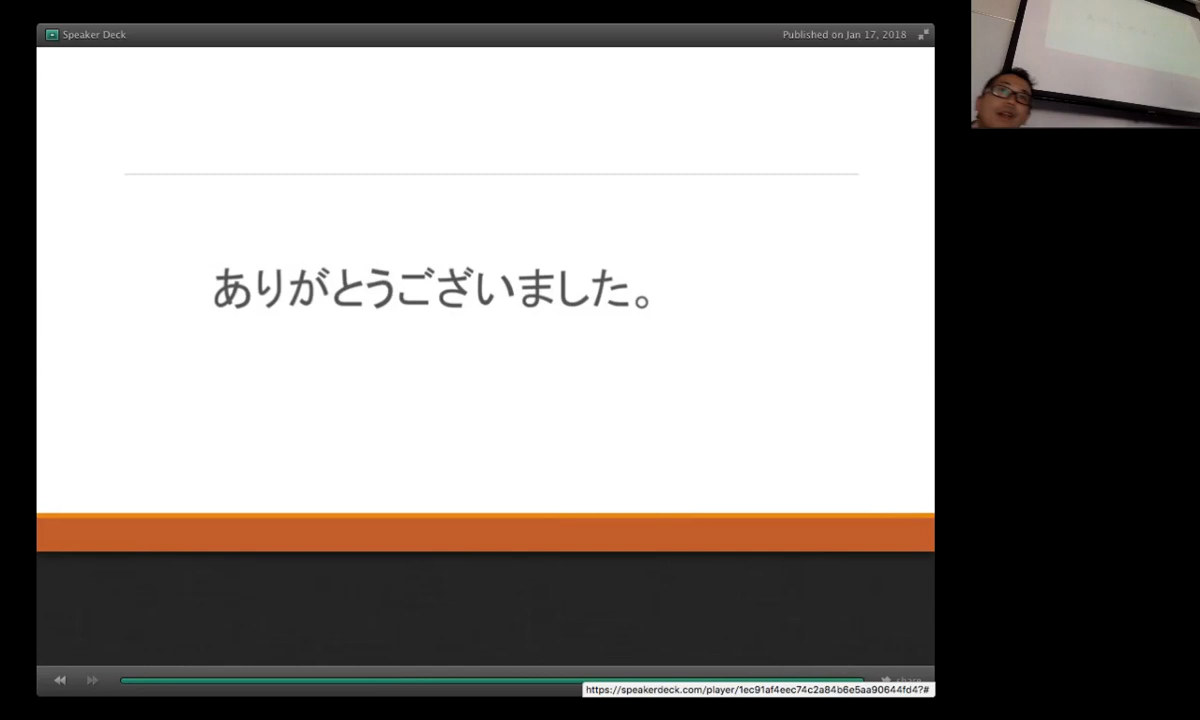 Speaker Deck
Published on Jan 17, 2018
ありがとうございました。
share
https://speakerdeck.com/player/1ec91af4eec74c2a84b6e5aa90644fd4?#